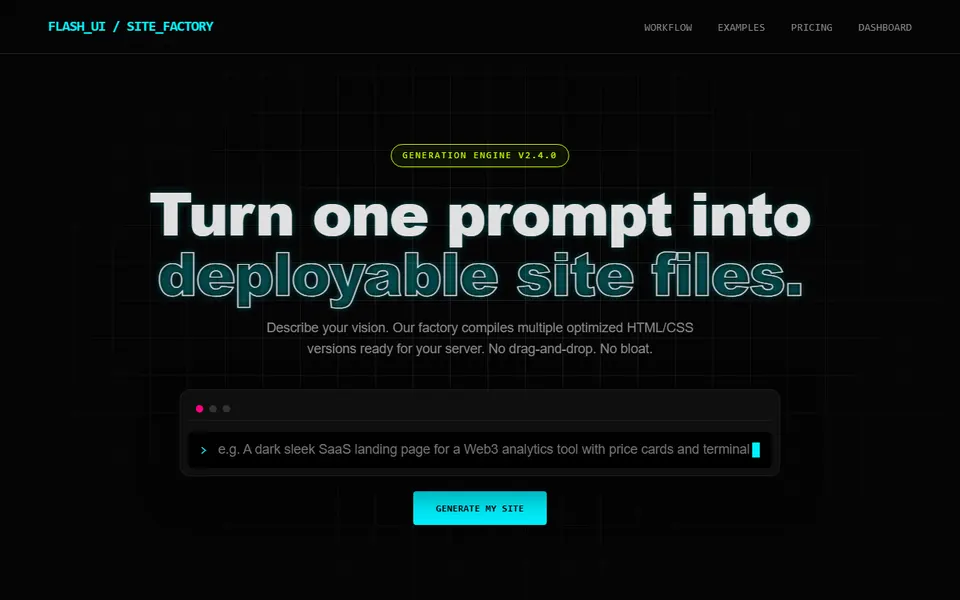 FLASH_UI / SITE_FACTORY
WORKFLOW
EXAMPLES
PRICING
DASHBOARD
GENERATION ENGINE V2.4.0
Turn one prompt into
deployable site files.
Describe your vision. Our factory compiles multiple optimized HTML/CSS
versions ready for your server. No drag-and-drop. No bloat.
> e.g. A dark sleek SaaS landing page for a Web3 analytics tool with price cards and terminal
GENERATE MY SITE